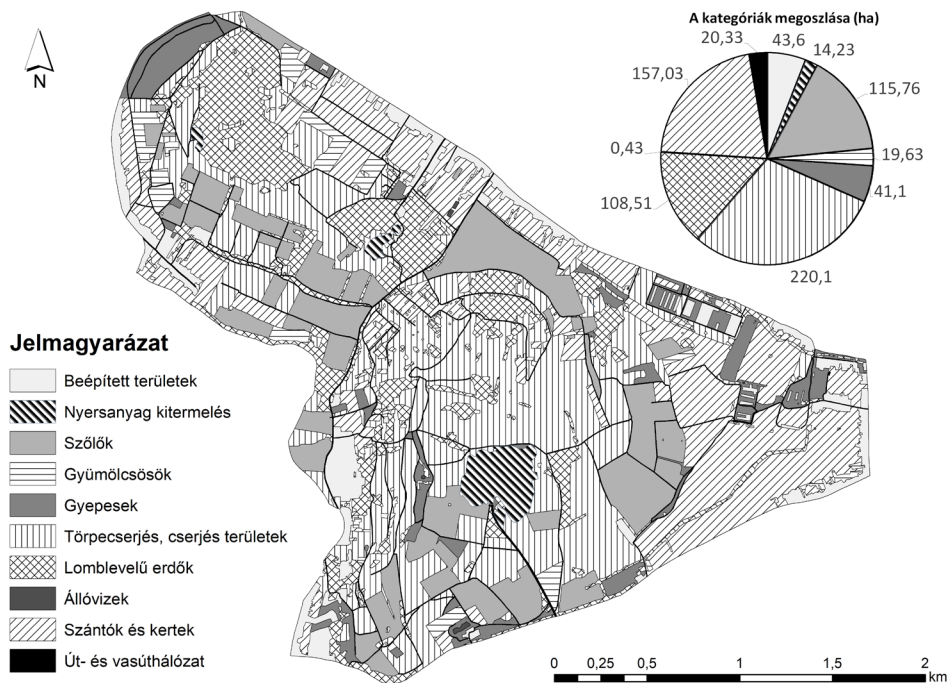 A kategóriák megoszlása (ha)
20,33
43,6
14,23
157,03
115,76
0,43
19,63
108,51
41,1
220,1
N
Jelmagyarázat
Beépített területek
Nyersanyag kitermelés
Szőlők
Gyümölcsösök
Gyepesek
Törpecserjés, cserjés területek
Lomblevelű erdők
Állóvizek
Szántók és kertek
Út- és vasúthálózat
0 0,25 0,5 1 1,5 2
km